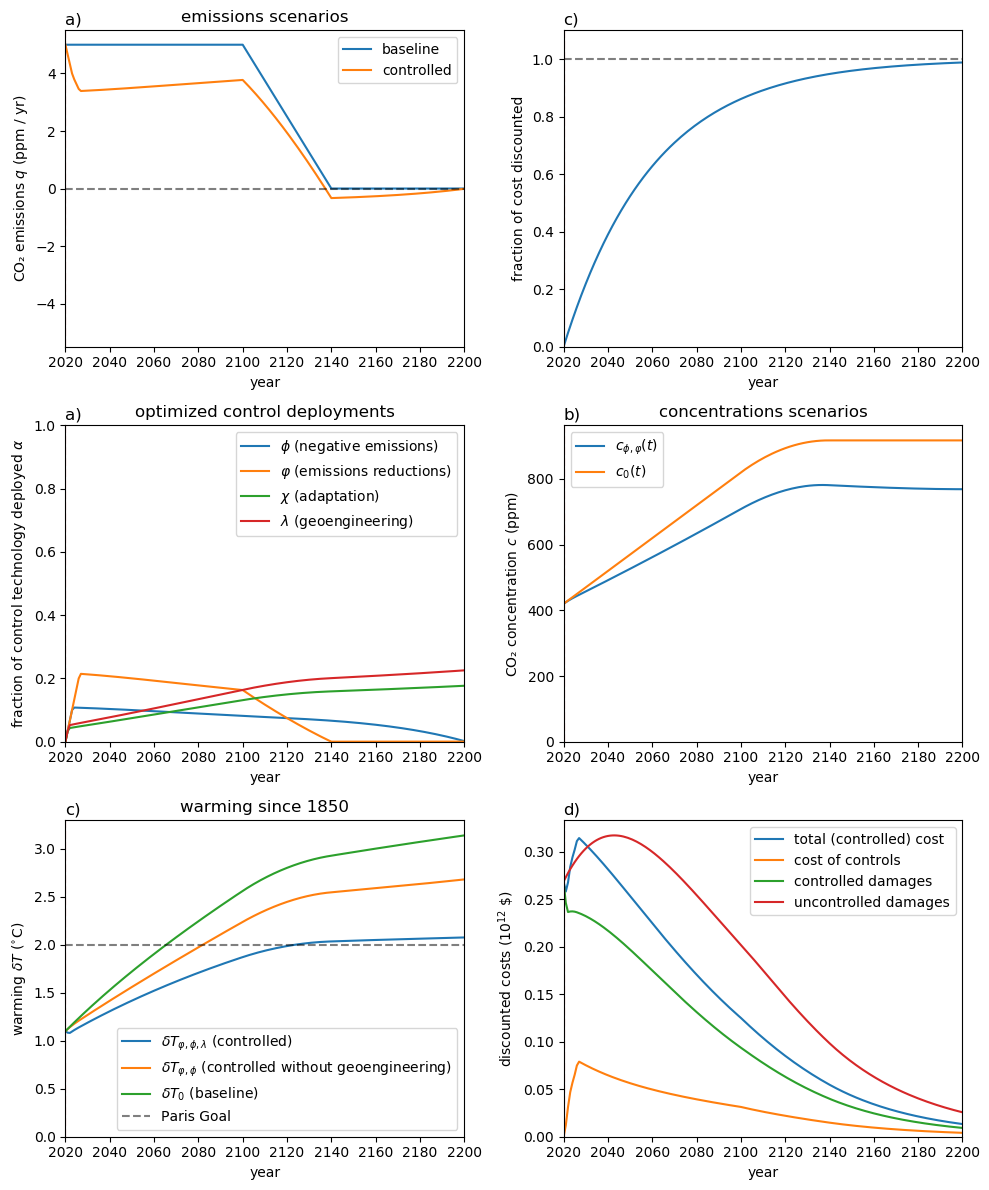 a)
emissions scenarios
CO₂ emissions q (ppm / yr)
4
2
0
−2
−4
baseline
controlled
2020 2040 2060 2080 2100 2120 2140 2160 2180 2200
year
c)
fraction of cost discounted
1.0
0.8
0.6
0.4
0.2
0.0
2020 2040 2060 2080 2100 2120 2140 2160 2180 2200
year
a)
optimized control deployments
fraction of control technology deployed α
1.0
0.8
0.6
0.4
0.2
0.0
ϕ (negative emissions)
φ (emissions reductions)
χ (adaptation)
λ (geoengineering)
2020 2040 2060 2080 2100 2120 2140 2160 2180 2200
year
b)
concentrations scenarios
CO₂ concentration c (ppm)
800
600
400
200
0
c_{ϕ,φ}(t)
c_0(t)
2020 2040 2060 2080 2100 2120 2140 2160 2180 2200
year
c)
warming since 1850
warming δT (°C)
3.0
2.5
2.0
1.5
1.0
0.5
0.0
δT_{φ,ϕ,λ} (controlled)
δT_{φ,ϕ} (controlled without geoengineering)
δT_0 (baseline)
Paris Goal
2020 2040 2060 2080 2100 2120 2140 2160 2180 2200
year
d)
discounted costs (10¹² $)
0.30
0.25
0.20
0.15
0.10
0.05
0.00
total (controlled) cost
cost of controls
controlled damages
uncontrolled damages
2020 2040 2060 2080 2100 2120 2140 2160 2180 2200
year